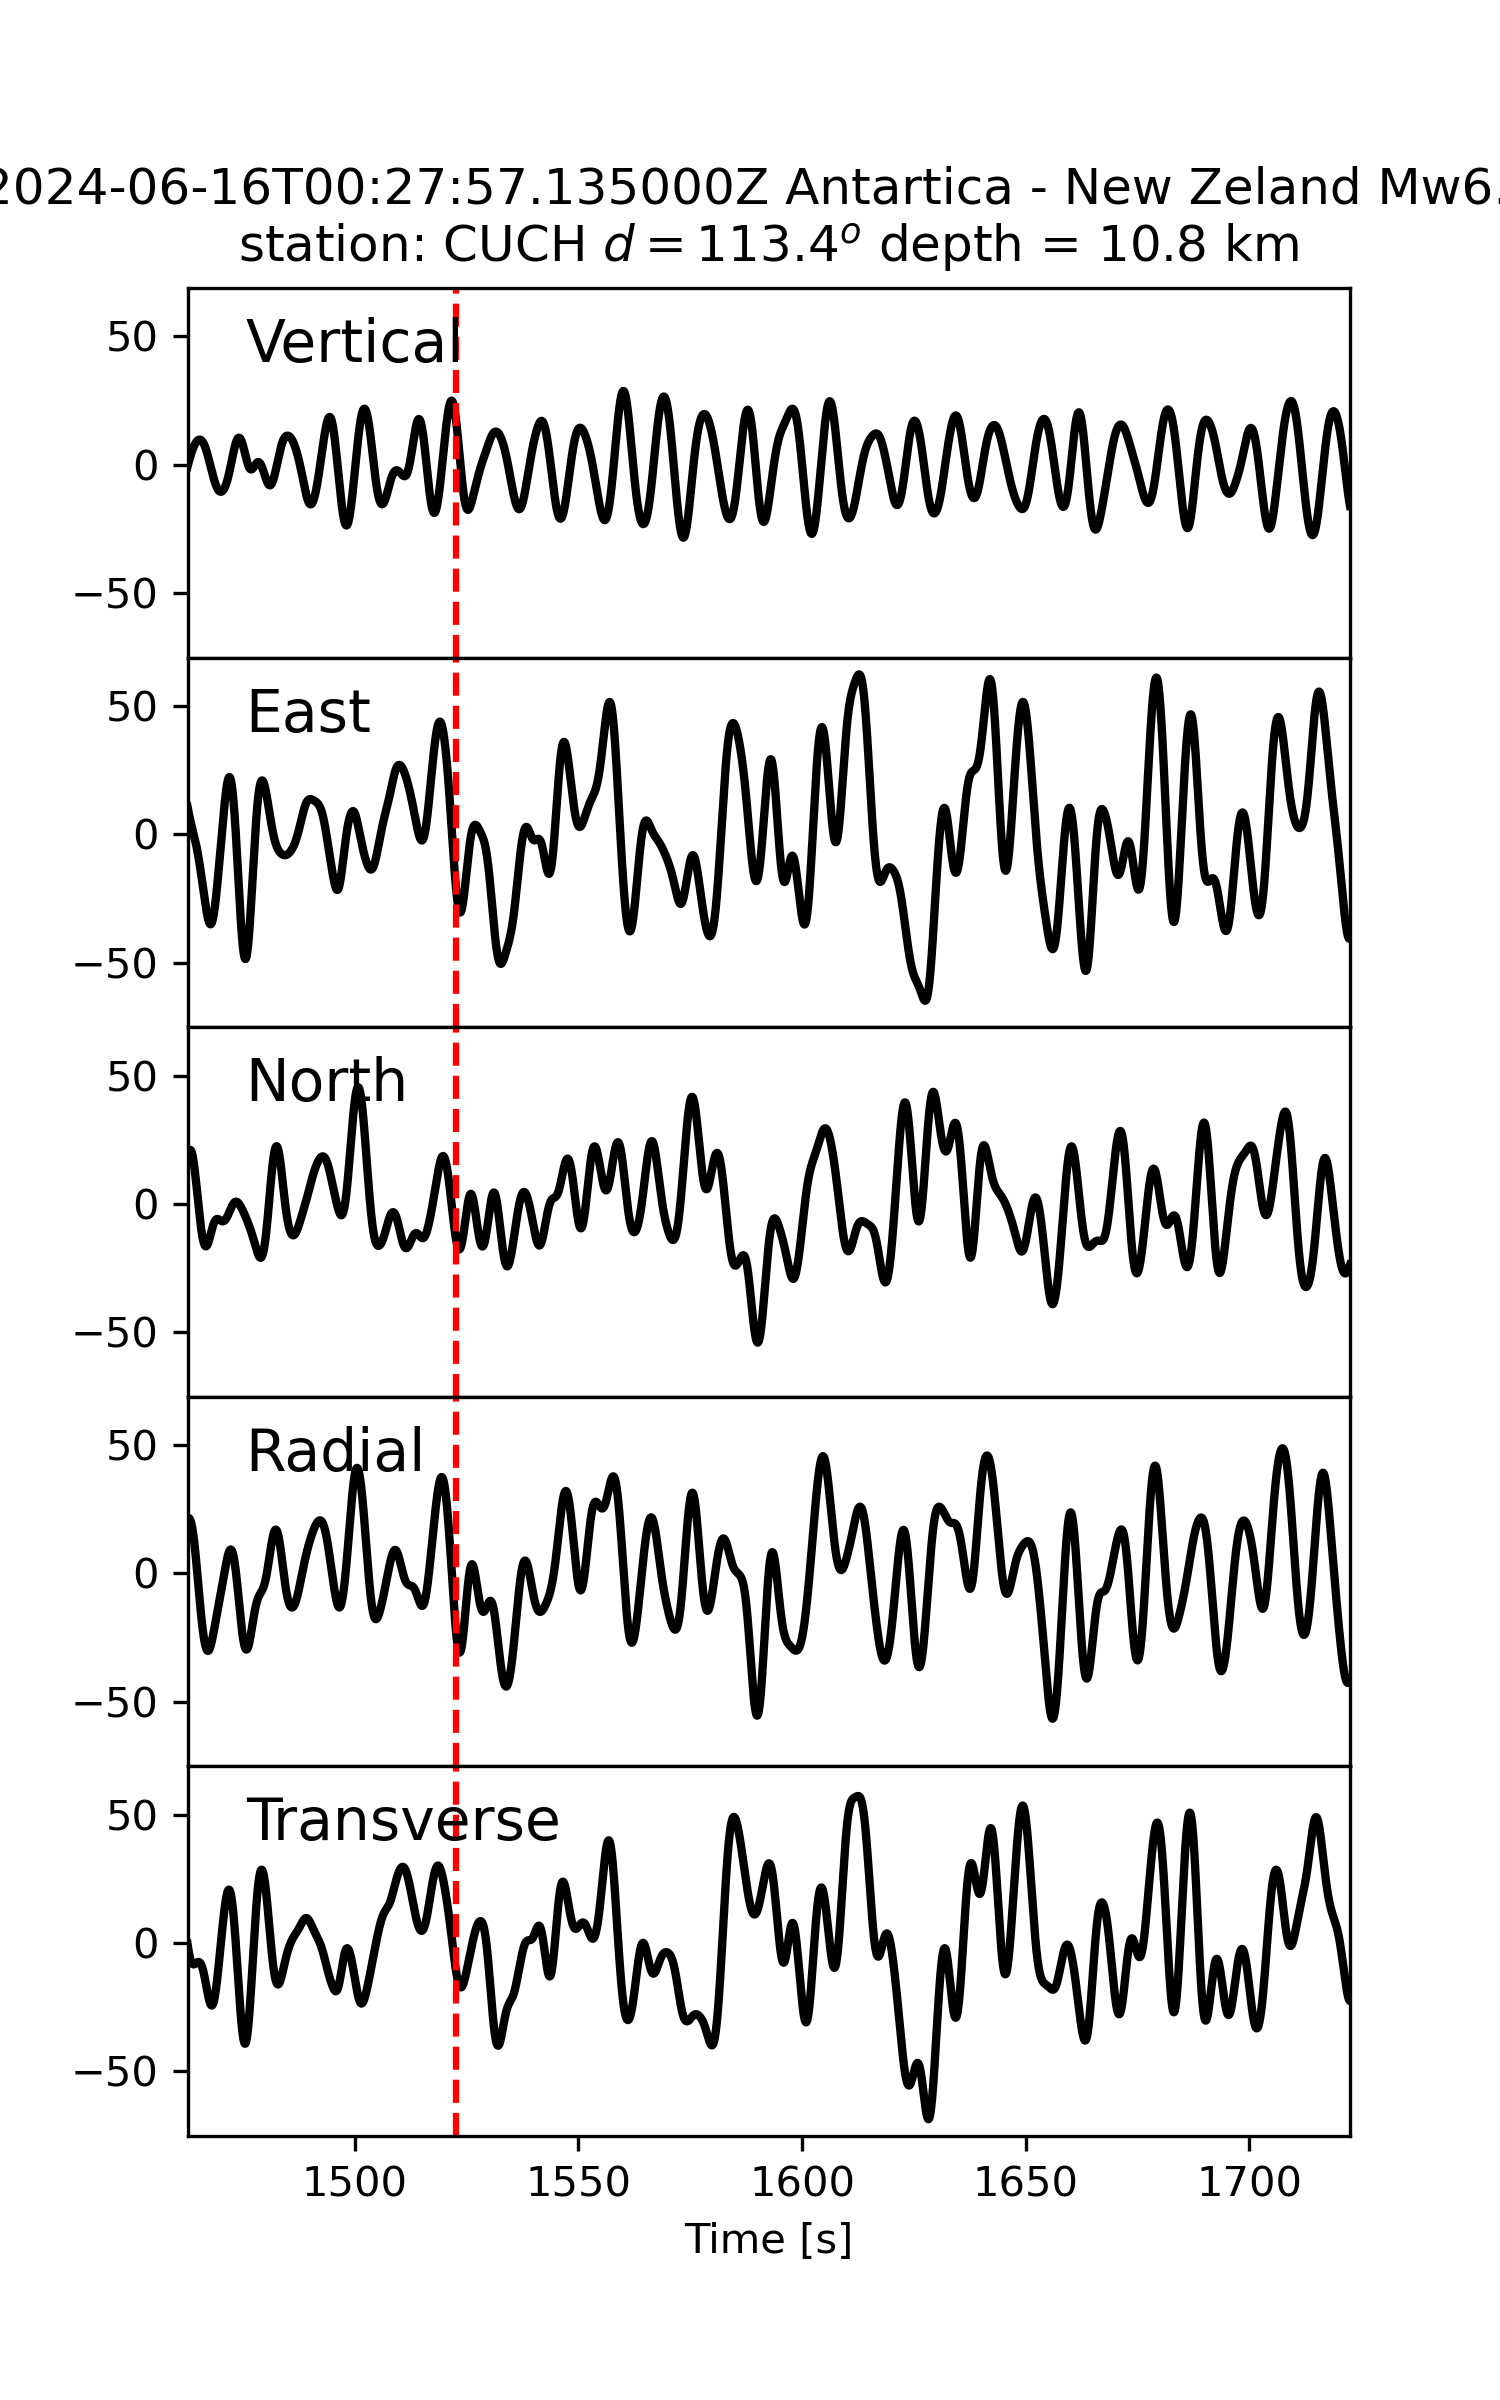 2024-06-16T00:27:57.135000Z Antartica - New Zeland Mw6.
station: CUCH d = 113.4° depth = 10.8 km
50
Vertical
0
−50
50
East
0
−50
50
North
0
−50
50
Radial
0
−50
50
Transverse
0
−50
1500 1550 1600 1650 1700
Time [s]